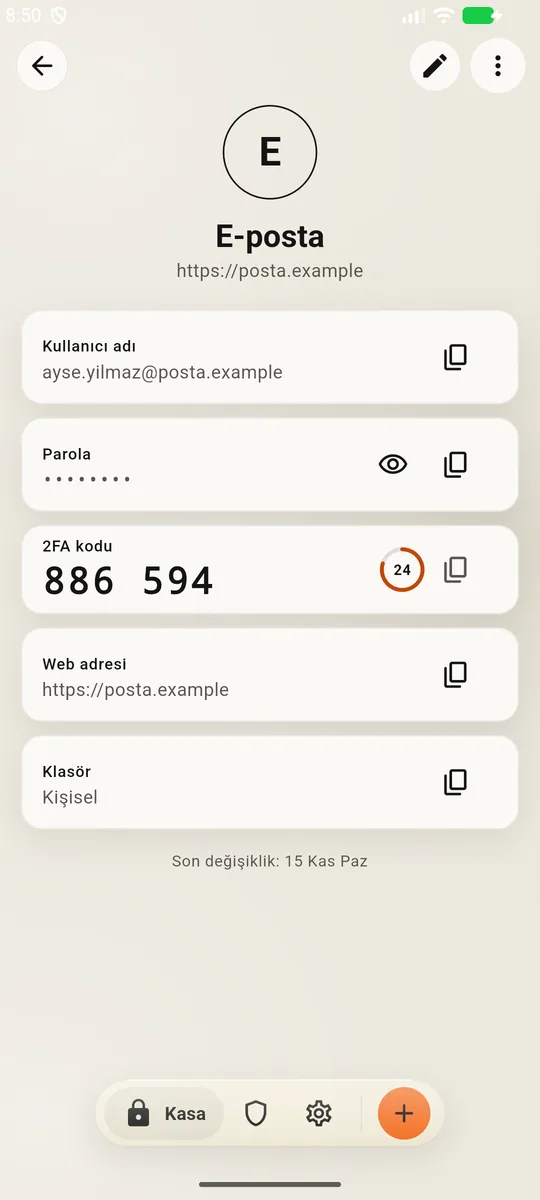 8:50
E
E-posta
https://posta.example
Kullanıcı adı
ayse.yilmaz@posta.example
Parola
••••••••
2FA kodu
886 594
24
Web adresi
https://posta.example
Klasör
Kişisel
Son değişiklik: 15 Kas Paz
Kasa